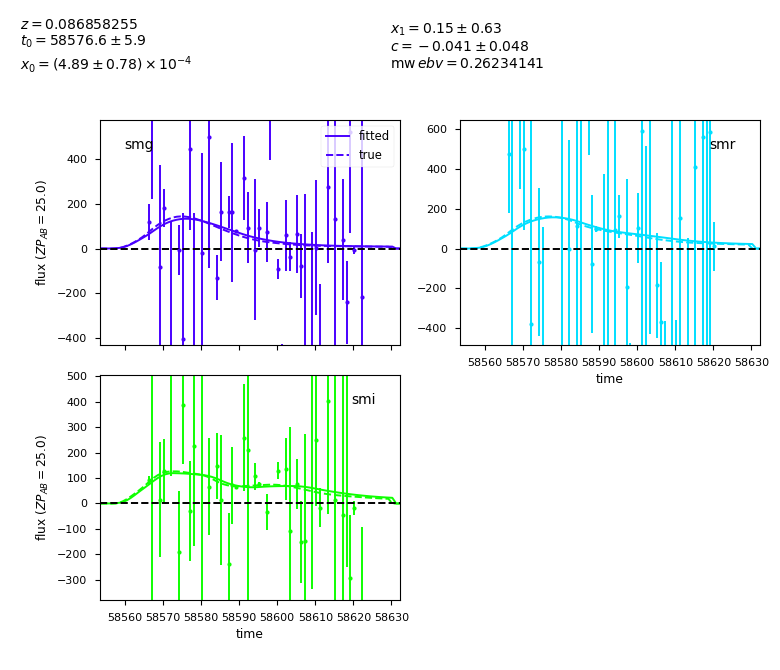 z = 0.086858255
t₀ = 58576.6 ± 5.9
x₀ = (4.89 ± 0.78) × 10⁻⁴
x₁ = 0.15 ± 0.63
c = −0.041 ± 0.048
mw ebv = 0.26234141
smg
fitted
true
400
200
0
−200
−400
flux (ZP_AB = 25.0)
smr
600
400
200
0
−200
−400
58560 58570 58580 58590 58600 58610 58620 58630
time
smi
500
400
300
200
100
0
−100
−200
−300
flux (ZP_AB = 25.0)
58560 58570 58580 58590 58600 58610 58620 58630
time